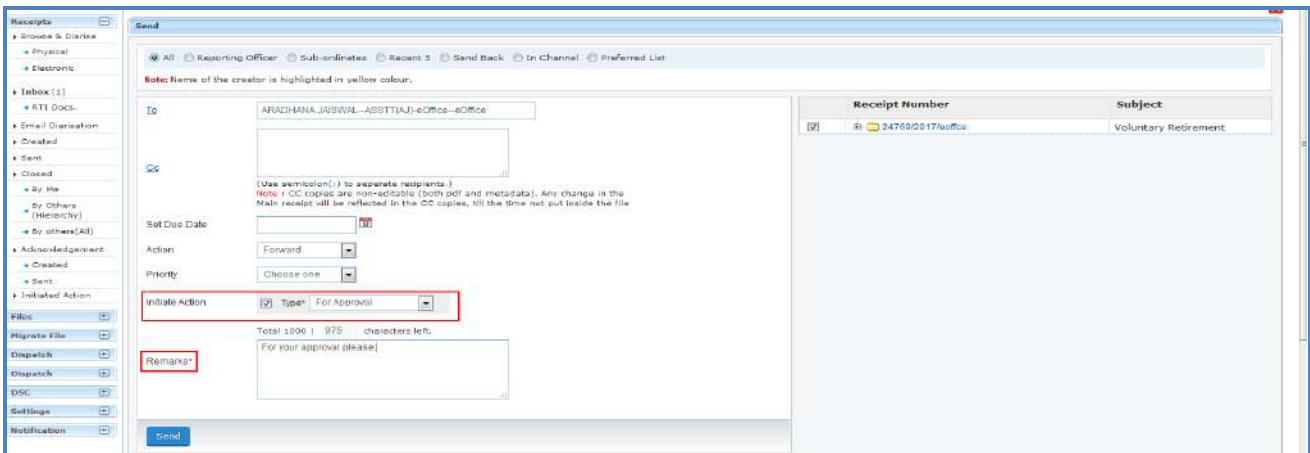 Receipts
Browse & Diarise
Physical
Electronic
Inbox (1)
RTI Docs.
Email Diarisation
Created
Sent
Closed
By Me
By Others
(Hierarchy)
By others(All)
Acknowledgement
Created
Sent
Initiated Action
Files
Migrate File
Dispatch
Dispatch
DSC
Settings
Notification
Send
All Reporting Officer Sub-ordinates Recent 5 Send Back In Channel Preferred List
Note: Name of the creator is highlighted in yellow colour.
To ARADHANA JAISWAL--ASSTT(AJ)-eOffice--eOffice
Cc
(Use semicolon(;) to separate recipients.)
Note : CC copies are non-editable (both pdf and metadata). Any change in the
Main receipt will be reflected in the CC copies, till the time not put inside the file
Set Due Date
Action Forward
Priority Choose one
Initiate Action Type* For Approval
Total 1000 | 975 characters left.
Remarks* For your approval please.
Send
Receipt Number Subject
24769/2017/eoffice Voluntary Retirement